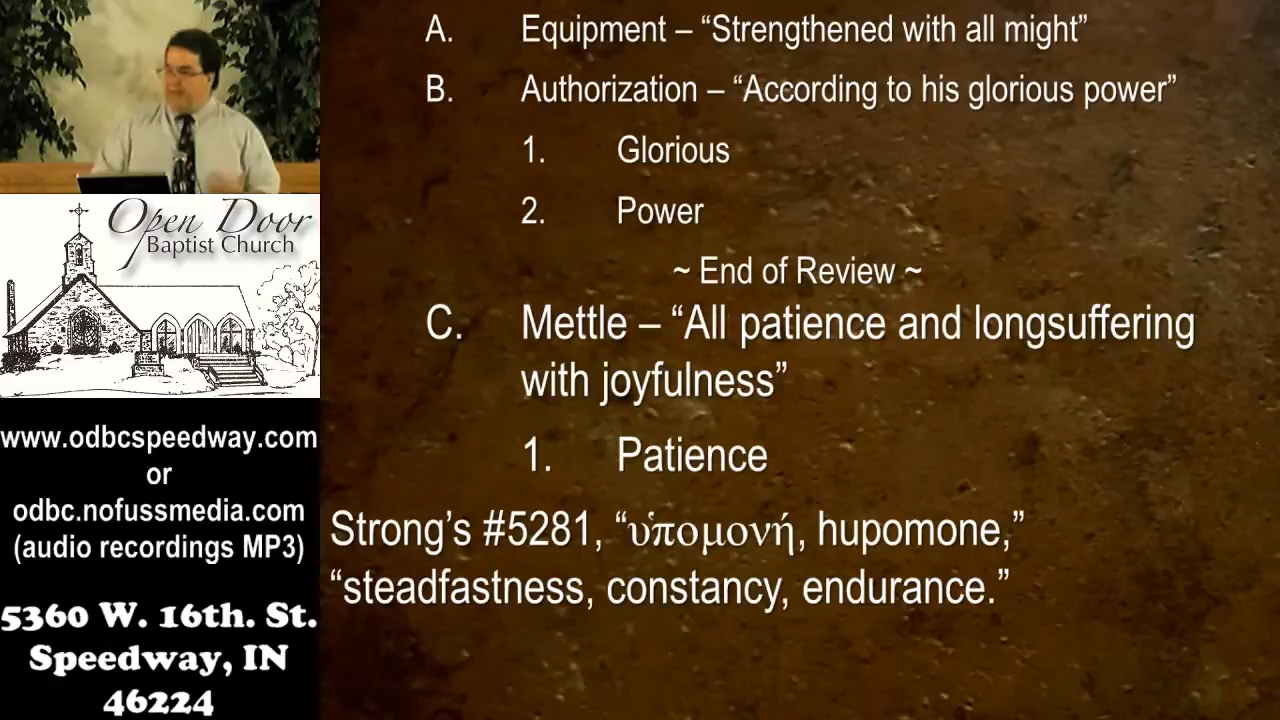 A. Equipment – “Strengthened with all might”
B. Authorization – “According to his glorious power”
1. Glorious
2. Power
~ End of Review ~
C. Mettle – “All patience and longsuffering
with joyfulness”
1. Patience
Strong’s #5281, “ὑπομονή, hupomone,”
“steadfastness, constancy, endurance.”
Open Door
Baptist Church
www.odbcspeedway.com
or
odbc.nofussmedia.com
(audio recordings MP3)
5360 W. 16th. St.
Speedway, IN
46224